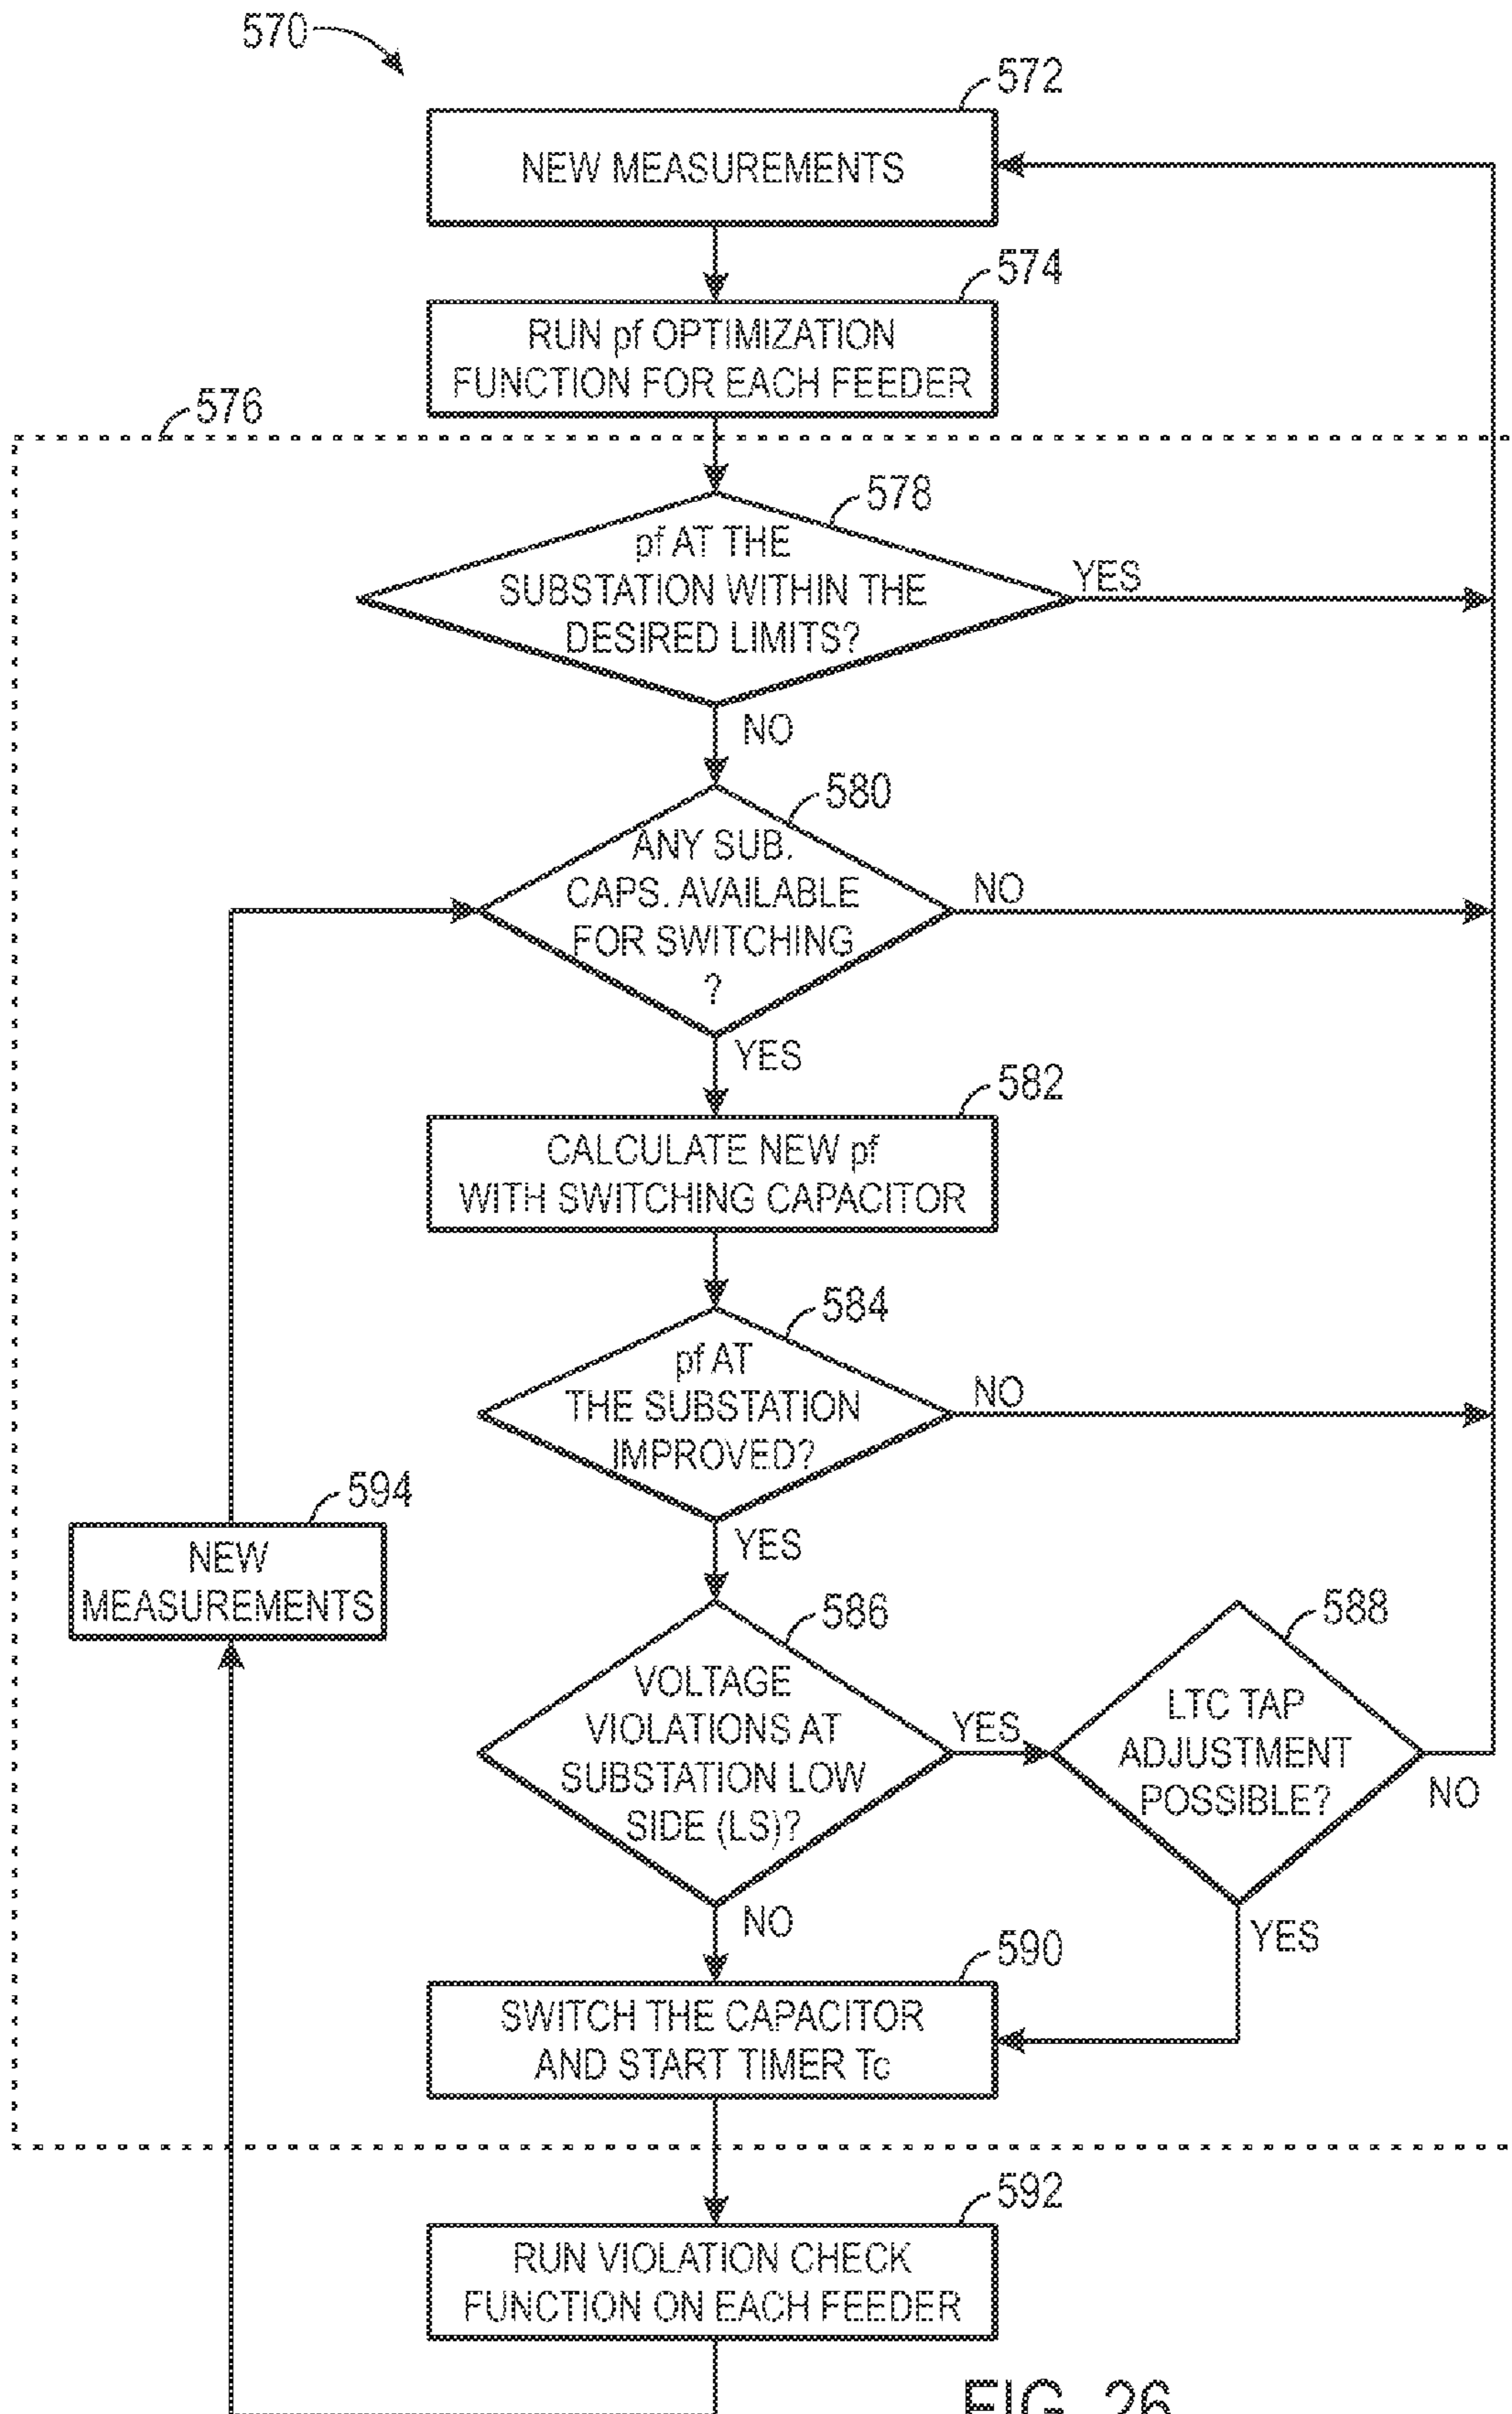 570
572
NEW MEASUREMENTS
574
RUN pf OPTIMIZATION
FUNCTION FOR EACH FEEDER
576
578
pf AT THE
SUBSTATION WITHIN THE
DESIRED LIMITS?
YES
NO
580
ANY SUB.
CAPS. AVAILABLE
FOR SWITCHING
?
NO
YES
582
CALCULATE NEW pf
WITH SWITCHING CAPACITOR
584
pf AT
THE SUBSTATION
IMPROVED?
NO
YES
594
NEW
MEASUREMENTS
586
VOLTAGE
VIOLATIONS AT
SUBSTATION LOW
SIDE (LS)?
YES
NO
588
LTC TAP
ADJUSTMENT
POSSIBLE?
NO
YES
590
SWITCH THE CAPACITOR
AND START TIMER Tc
592
RUN VIOLATION CHECK
FUNCTION ON EACH FEEDER
FIG. 26